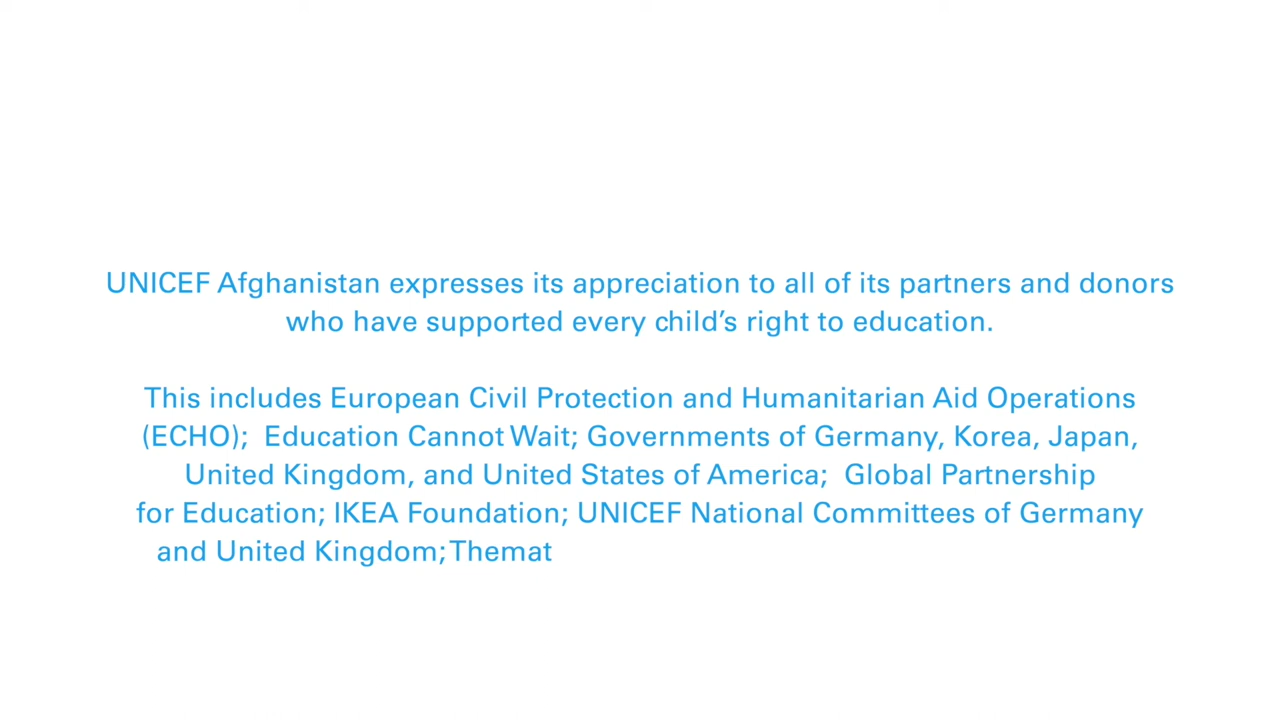 UNICEF Afghanistan expresses its appreciation to all of its partners and donors
who have supported every child’s right to education.
This includes European Civil Protection and Humanitarian Aid Operations
(ECHO);  Education Cannot Wait; Governments of Germany, Korea, Japan,
United Kingdom, and United States of America;  Global Partnership
for Education; IKEA Foundation; UNICEF National Committees of Germany
and United Kingdom; Themat